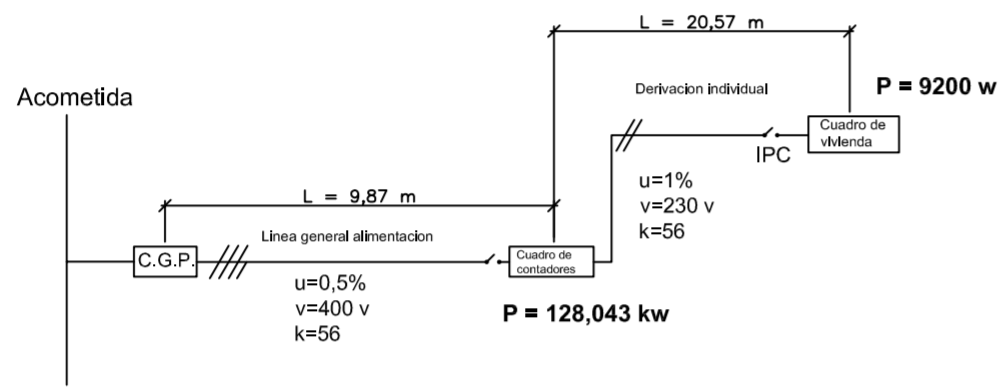 L = 20,57 m
Derivacion individual
P = 9200 w
Acometida
Cuadro de
vivienda
IPC
u=1%
v=230 v
k=56
L = 9,87 m
Linea general alimentacion
C.G.P.
Cuadro de
contadores
u=0,5%
v=400 v
k=56
P = 128,043 kw